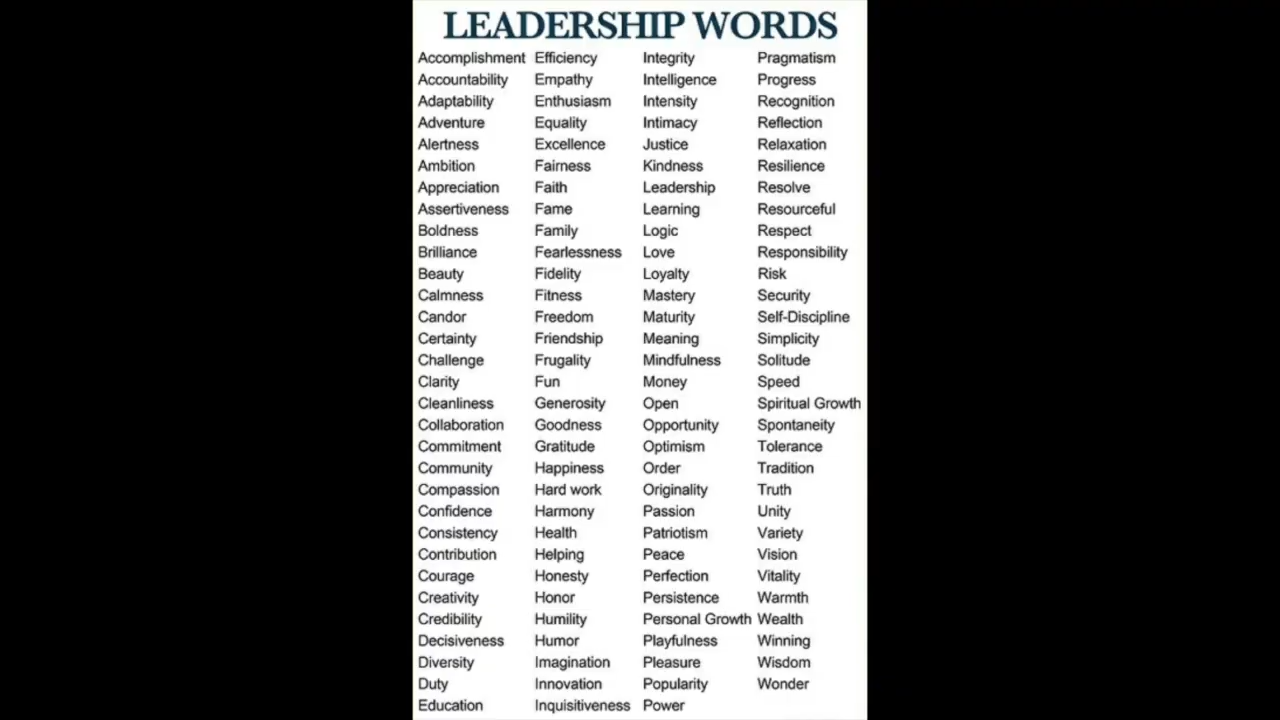 LEADERSHIP WORDS
Accomplishment Efficiency Integrity Pragmatism
Accountability Empathy Intelligence Progress
Adaptability Enthusiasm Intensity Recognition
Adventure Equality Intimacy Reflection
Alertness Excellence Justice Relaxation
Ambition Fairness Kindness Resilience
Appreciation Faith Leadership Resolve
Assertiveness Fame Learning Resourceful
Boldness Family Logic Respect
Brilliance Fearlessness Love Responsibility
Beauty Fidelity Loyalty Risk
Calmness Fitness Mastery Security
Candor Freedom Maturity Self-Discipline
Certainty Friendship Meaning Simplicity
Challenge Frugality Mindfulness Solitude
Clarity Fun Money Speed
Cleanliness Generosity Open Spiritual Growth
Collaboration Goodness Opportunity Spontaneity
Commitment Gratitude Optimism Tolerance
Community Happiness Order Tradition
Compassion Hard work Originality Truth
Confidence Harmony Passion Unity
Consistency Health Patriotism Variety
Contribution Helping Peace Vision
Courage Honesty Perfection Vitality
Creativity Honor Persistence Warmth
Credibility Humility Personal Growth Wealth
Decisiveness Humor Playfulness Winning
Diversity Imagination Pleasure Wisdom
Duty Innovation Popularity Wonder
Education Inquisitiveness Power